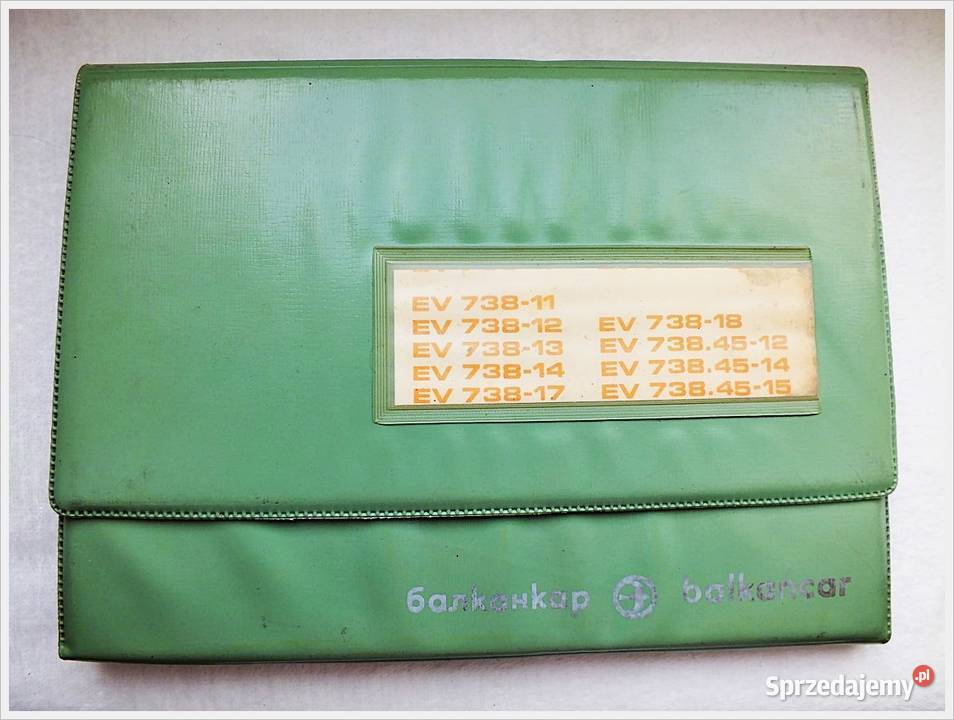 EV 738-11
EV 738-12
EV 738-13
EV 738-14
EV 738-17
EV 738-18
EV 738.45-12
EV 738.45-14
EV 738.45-15
балканкар balkancar
Sprzedajemy.pl